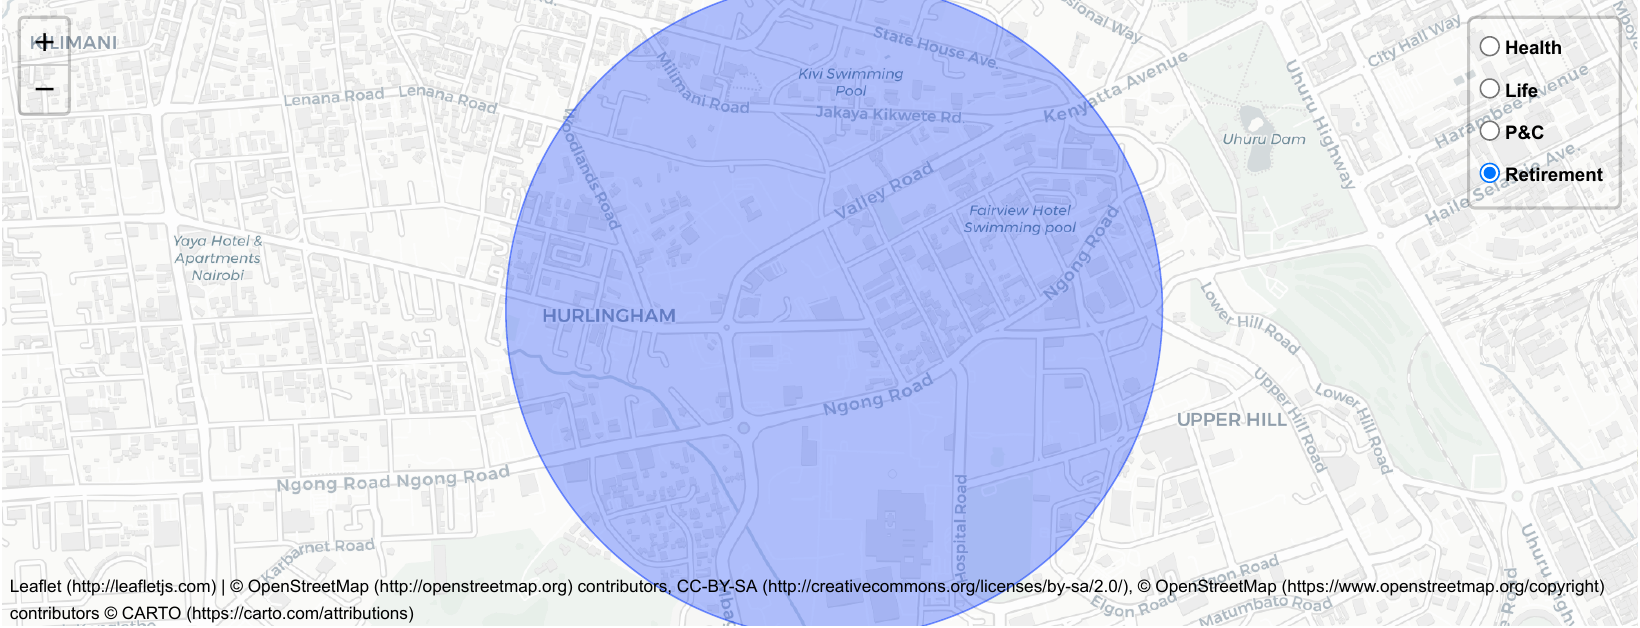 KILIMANI
+
−
Lenana Road
Lenana Road
Milimani Road
State House Ave.
Kivi Swimming
Pool
Jakaya Kikwete Rd
Kenyatta Avenue
Uhuru Highway
City Hall Way
Harambee Avenue
Haile Selassie Ave.
Uhuru Dam
Health
Life
P&C
Retirement
Woodlands Road
Valley Road
Fairview Hotel
Swimming pool
Ngong Road
Yaya Hotel &
Apartments
Nairobi
HURLINGHAM
Lower Hill Road
Upper Hill Road
Lower Hill Road
UPPER HILL
Ngong Road
Ngong Road Ngong Road
Hospital Road
Karbarnet Road
Elgon Road
Elgon Road
Matumbato Road
Leaflet (http://leafletjs.com) | © OpenStreetMap (http://openstreetmap.org) contributors, CC-BY-SA (http://creativecommons.org/licenses/by-sa/2.0/), © OpenStreetMap (https://www.openstreetmap.org/copyright)
contributors © CARTO (https://carto.com/attributions)